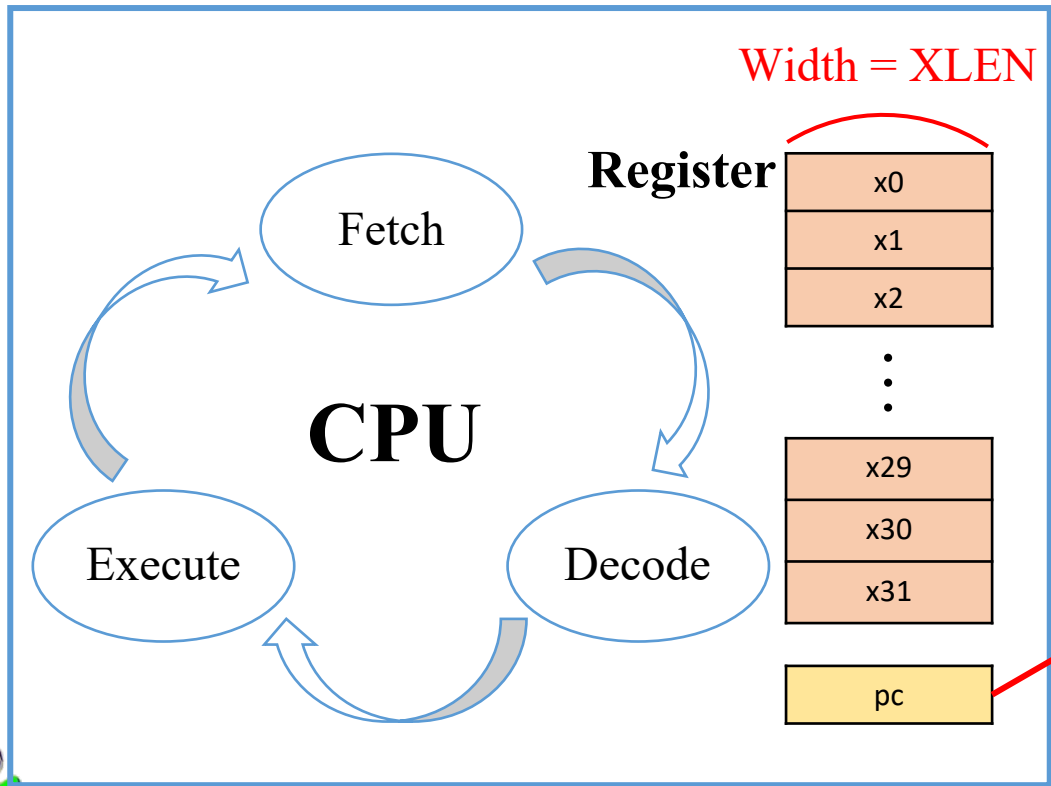 Width = XLEN
Register
x0
x1
x2
x29
x30
x31
pc
Fetch
CPU
Execute
Decode